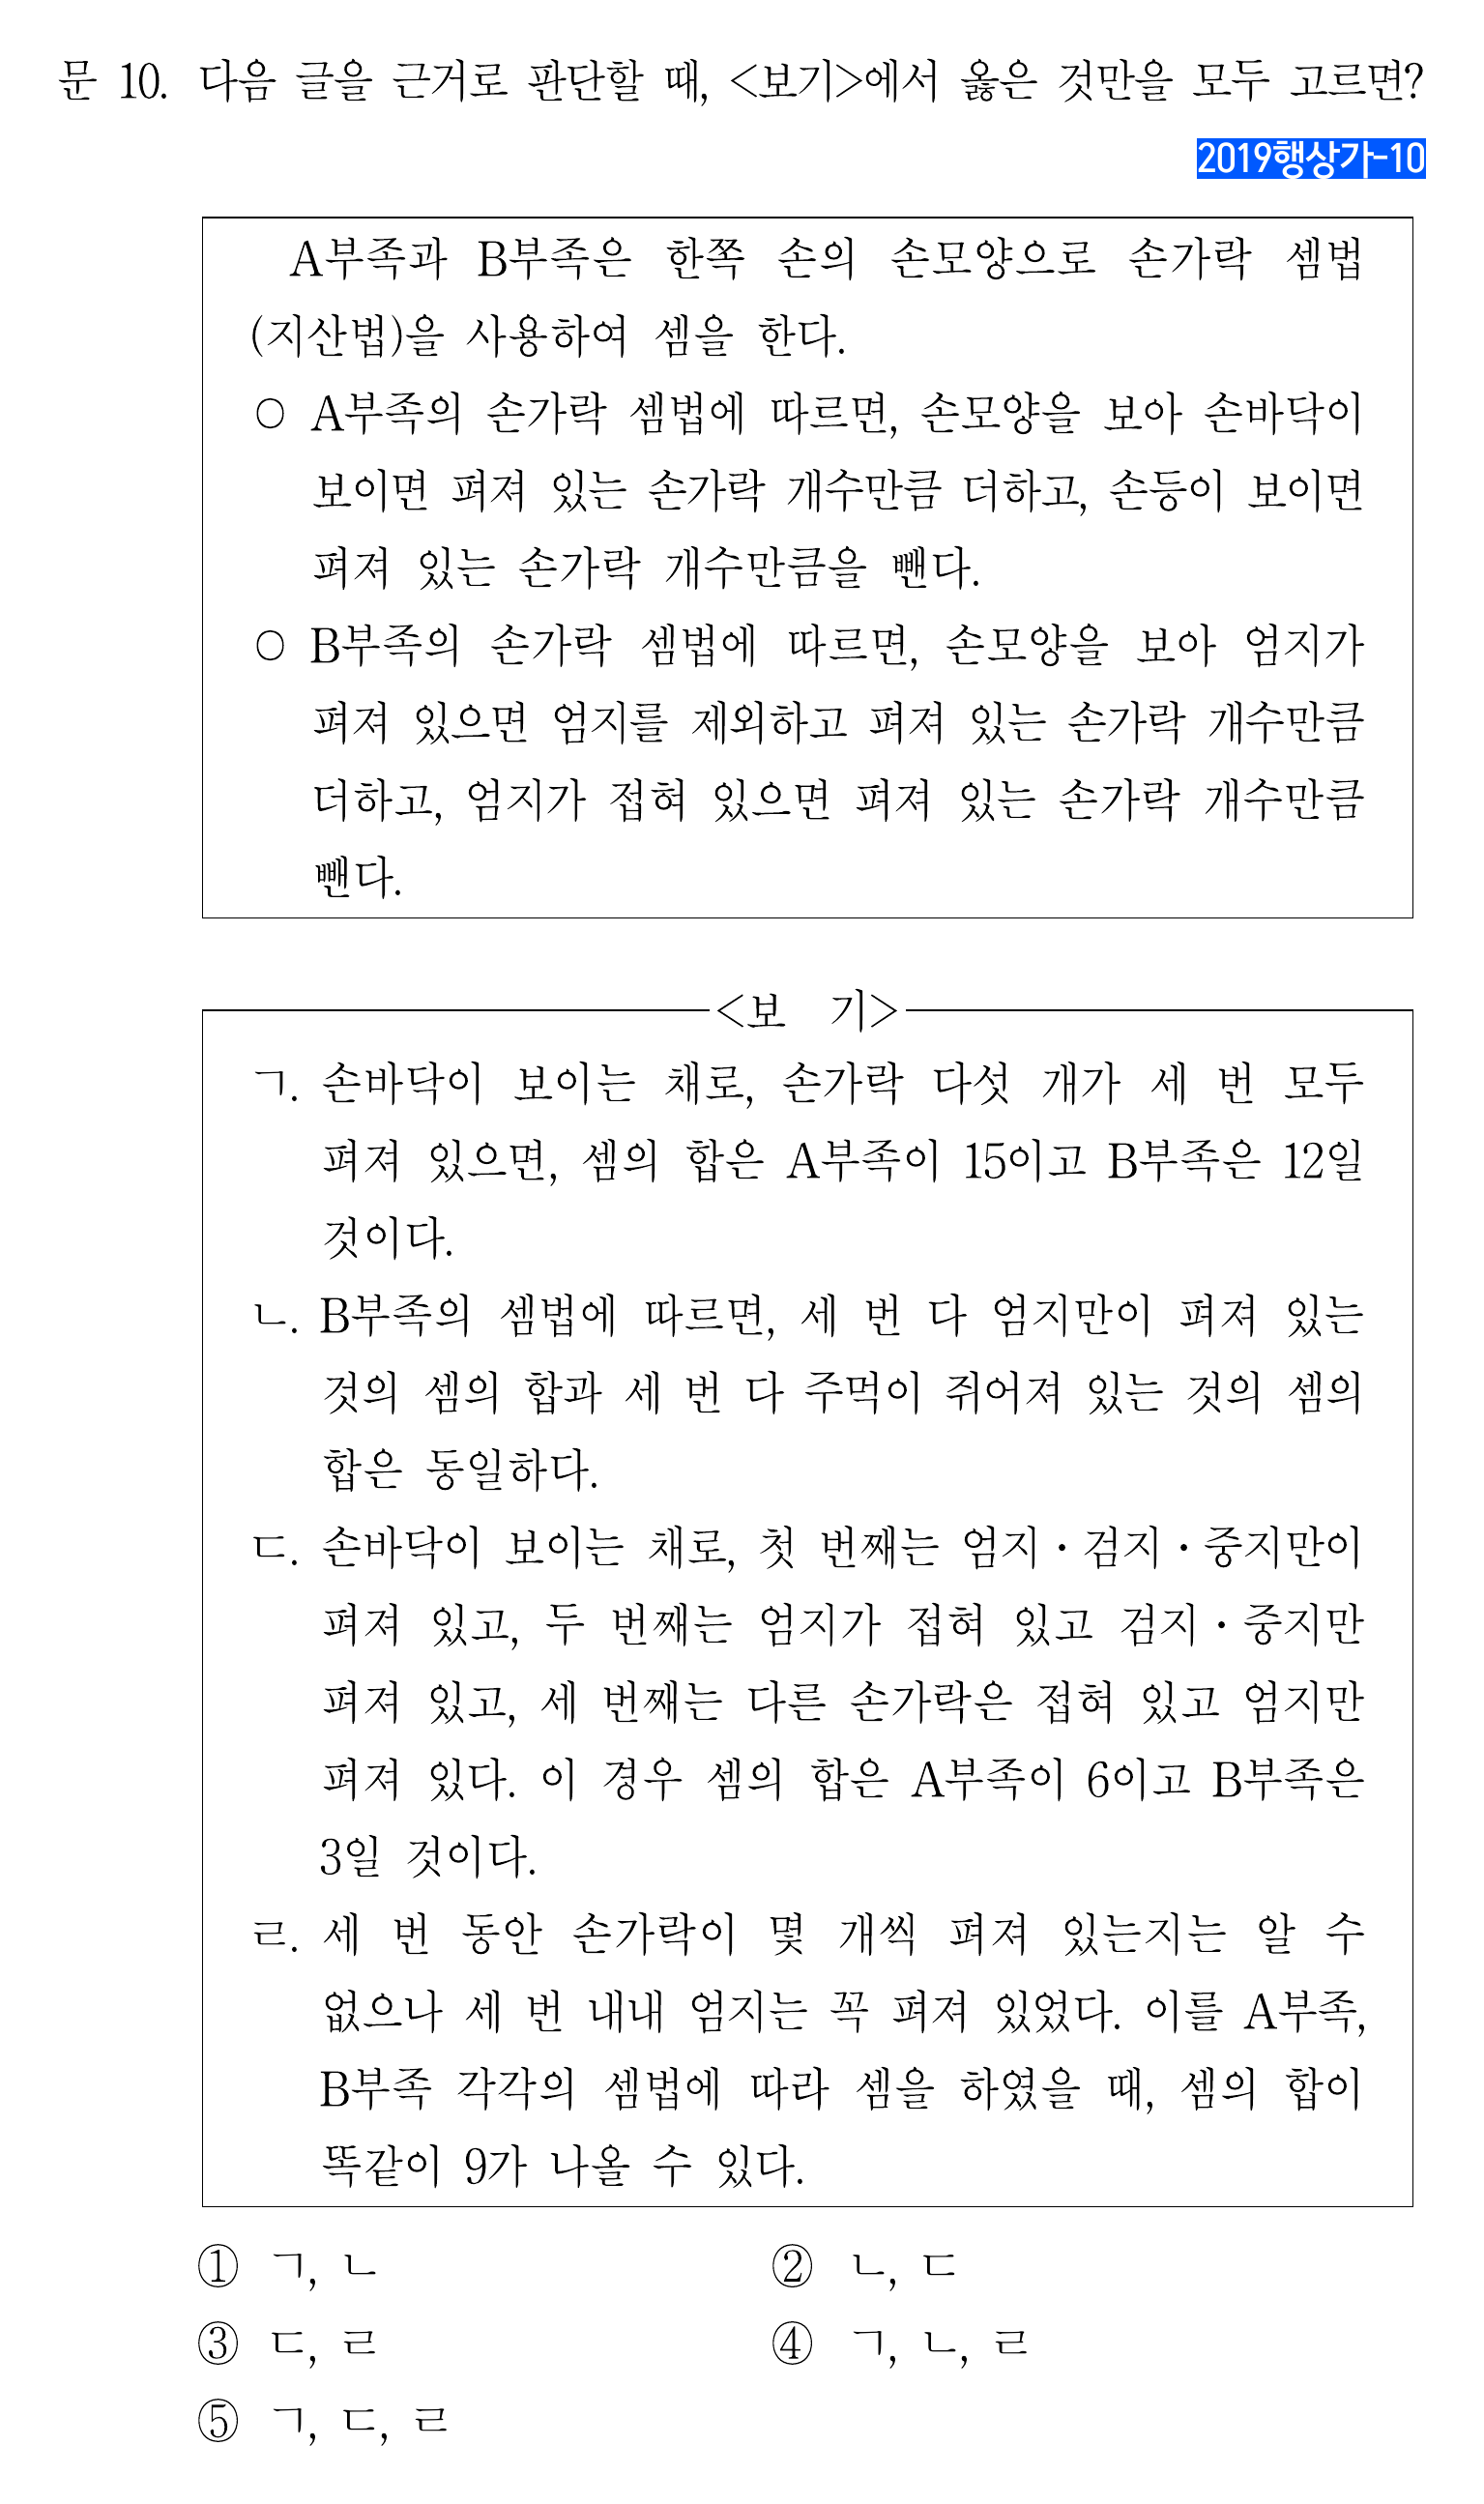 문 10. 다음 글을 근거로 판단할 때, <보기>에서 옳은 것만을 모두 고르면?
2019행상가-10
A부족과 B부족은 한쪽 손의 손모양으로 손가락 셈법
(지산법)을 사용하여 셈을 한다.
○ A부족의 손가락 셈법에 따르면, 손모양을 보아 손바닥이
보이면 펴져 있는 손가락 개수만큼 더하고, 손등이 보이면
펴져 있는 손가락 개수만큼을 뺀다.
○ B부족의 손가락 셈법에 따르면, 손모양을 보아 엄지가
펴져 있으면 엄지를 제외하고 펴져 있는 손가락 개수만큼
더하고, 엄지가 접혀 있으면 펴져 있는 손가락 개수만큼
뺀다.
<보 기>
ㄱ. 손바닥이 보이는 채로, 손가락 다섯 개가 세 번 모두
펴져 있으면, 셈의 합은 A부족이 15이고 B부족은 12일
것이다.
ㄴ. B부족의 셈법에 따르면, 세 번 다 엄지만이 펴져 있는
것의 셈의 합과 세 번 다 주먹이 쥐어져 있는 것의 셈의
합은 동일하다.
ㄷ. 손바닥이 보이는 채로, 첫 번째는 엄지・검지・중지만이
펴져 있고, 두 번째는 엄지가 접혀 있고 검지・중지만
펴져 있고, 세 번째는 다른 손가락은 접혀 있고 엄지만
펴져 있다. 이 경우 셈의 합은 A부족이 6이고 B부족은
3일 것이다.
ㄹ. 세 번 동안 손가락이 몇 개씩 펴져 있는지는 알 수
없으나 세 번 내내 엄지는 꼭 펴져 있었다. 이를 A부족,
B부족 각각의 셈법에 따라 셈을 하였을 때, 셈의 합이
똑같이 9가 나올 수 있다.
① ㄱ, ㄴ ② ㄴ, ㄷ
③ ㄷ, ㄹ ④ ㄱ, ㄴ, ㄹ
⑤ ㄱ, ㄷ, ㄹ